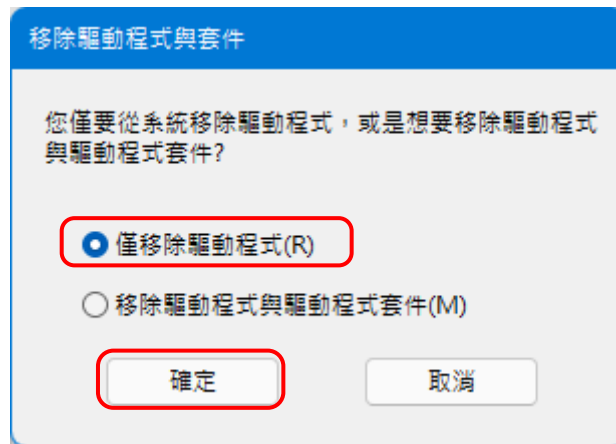 移除驅動程式與套件
您僅要從系統移除驅動程式，或是想要移除驅動程式
與驅動程式套件?
僅移除驅動程式(R)
移除驅動程式與驅動程式套件(M)
確定 取消